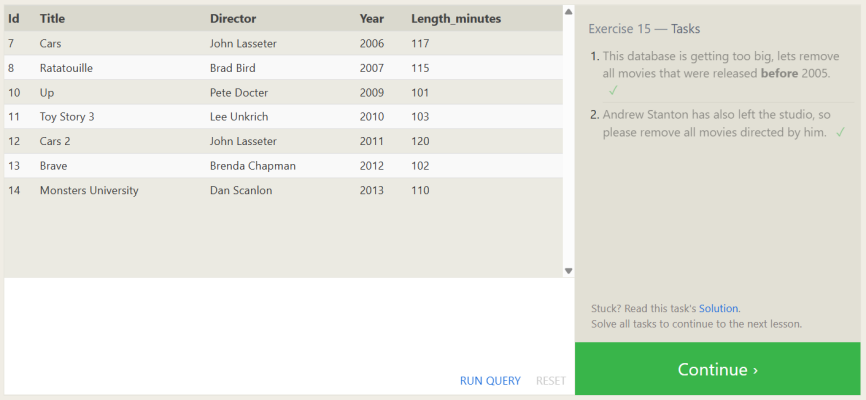 Id Title Director Year Length_minutes
7 Cars John Lasseter 2006 117
8 Ratatouille Brad Bird 2007 115
10 Up Pete Docter 2009 101
11 Toy Story 3 Lee Unkrich 2010 103
12 Cars 2 John Lasseter 2011 120
13 Brave Brenda Chapman 2012 102
14 Monsters University Dan Scanlon 2013 110
RUN QUERY RESET
Exercise 15 — Tasks
1. This database is getting too big, lets remove
all movies that were released before 2005.
✓
2. Andrew Stanton has also left the studio, so
please remove all movies directed by him. ✓
Stuck? Read this task's Solution.
Solve all tasks to continue to the next lesson.
Continue ›